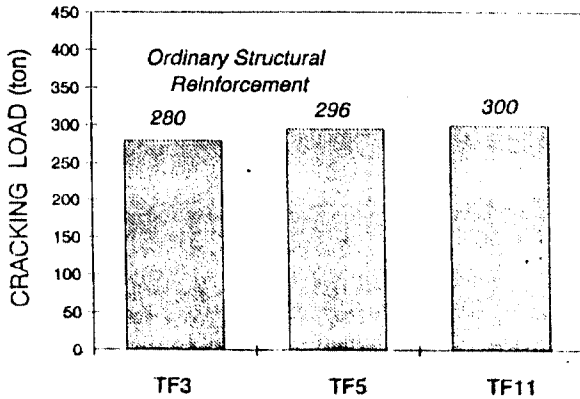 450
400
350
300
250
200
150
100
50
0
CRACKING LOAD (ton)
Ordinary Structural
Reinforcement
280
296
300
TF3
TF5
TF11